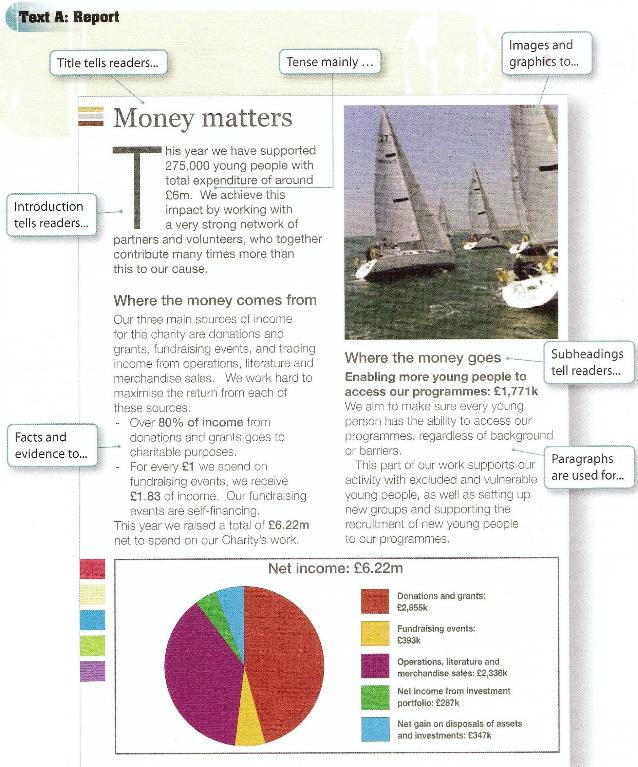 Text A: Report
Title tells readers...
Tense mainly ...
Images and
graphics to...
Money matters
This year we have supported
275,000 young people with
total expenditure of around
£6m. We achieve this
impact by working with
a very strong network of
partners and volunteers, who together
contribute many times more than
this to our cause.
Introduction
tells readers...
Where the money comes from
Our three main sources of income
for the charity are donations and
grants, fundraising events, and trading
income from operations, literature and
merchandise sales. We work hard to
maximise the return from each of
these sources.
- Over 80% of income from
donations and grants goes to
charitable purposes.
- For every £1 we spend on
fundraising events, we receive
£1.83 of income. Our fundraising
events are self-financing.
This year we raised a total of £6.22m
net to spend on our Charity's work.
Facts and
evidence to...
Where the money goes
Subheadings
tell readers...
Enabling more young people to
access our programmes: £1,771k
We aim to make sure every young
person has the ability to access our
programmes, regardless of background
or barriers.
This part of our work supports our
activity with excluded and vulnerable
young people, as well as setting up
new groups and supporting the
recruitment of new young people
to our programmes.
Paragraphs
are used for...
Net income: £6.22m
Donations and grants:
£2,855k
Fundraising events:
£393k
Operations, literature and
merchandise sales: £2,338k
Net income from investment
portfolio: £287k
Net gain on disposals of assets
and investments: £347k